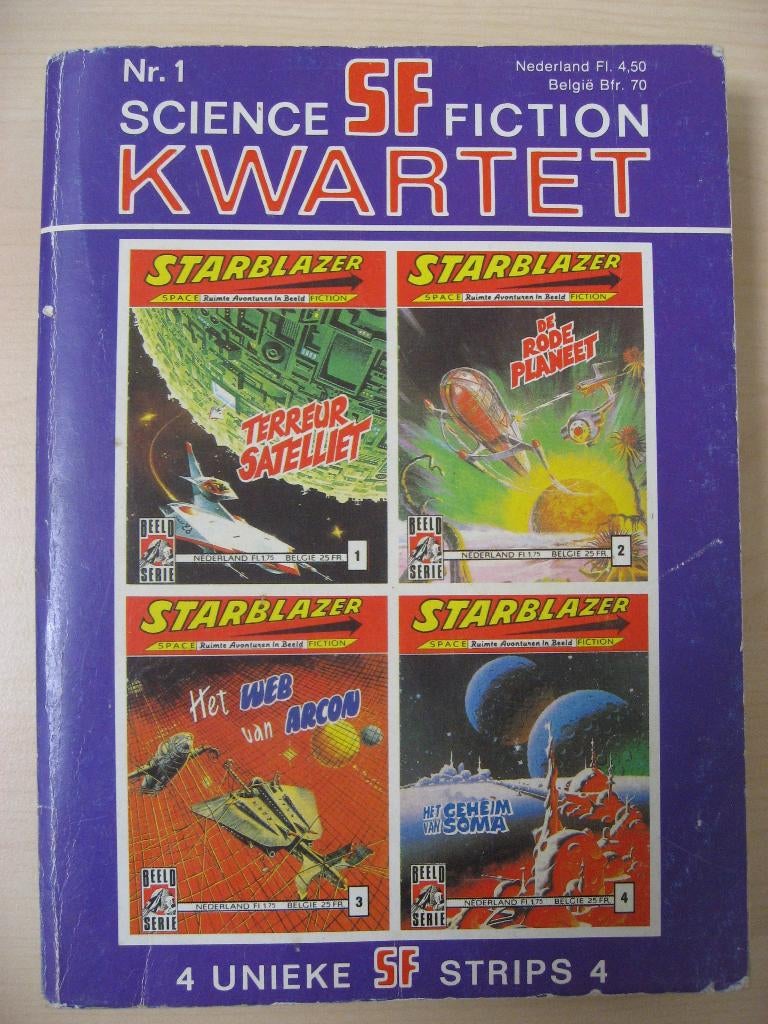 Nr. 1
Nederland Fl. 4,50
België Bfr. 70
SCIENCE SF FICTION
KWARTET
STARBLAZER
SPACE Ruimte Avonturen In Beeld FICTION
TERREUR
SATELLIET
BEELD
SERIE
NEDERLAND Fl.1,75 BELGIE 25 FR. 1
STARBLAZER
SPACE Ruimte Avonturen In Beeld FICTION
DE
RODE
PLANEET
BEELD
SERIE
NEDERLAND Fl.1,75 BELGIE 25 FR. 2
STARBLAZER
SPACE Ruimte Avonturen In Beeld FICTION
Het WEB
van ARCON
BEELD
SERIE
NEDERLAND Fl.1,75 BELGIE 25 FR. 3
STARBLAZER
SPACE Ruimte Avonturen In Beeld FICTION
HET GEHEIM
VAN SOMA
BEELD
SERIE
NEDERLAND Fl.1,75 BELGIE 25 FR. 4
4 UNIEKE SF STRIPS 4